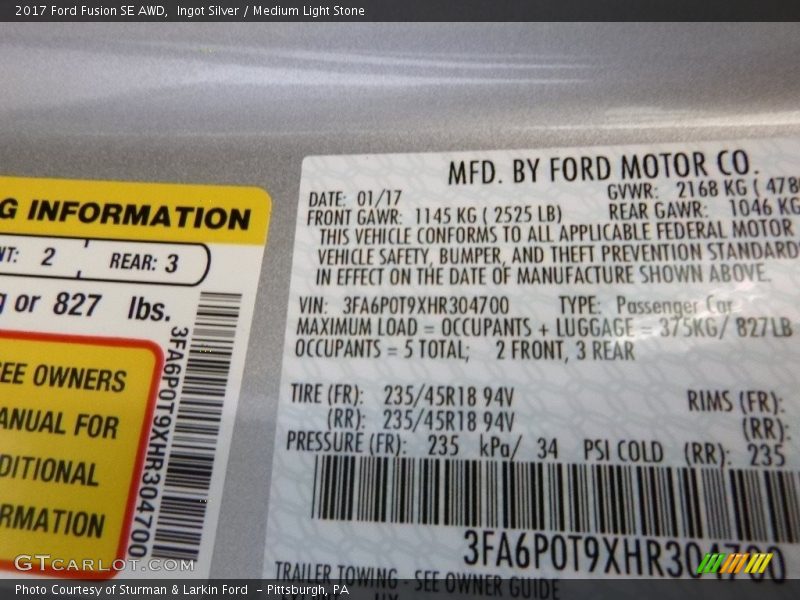 2017 Ford Fusion SE AWD, Ingot Silver / Medium Light Stone
G INFORMATION
NT: 2 REAR: 3
g or 827 lbs.
SEE OWNERS
ANUAL FOR
DITIONAL
RMATION
3FA6P0T9XHR304700
MFD. BY FORD MOTOR CO.
DATE: 01/17 GVWR: 2168 KG ( 478
FRONT GAWR: 1145 KG ( 2525 LB) REAR GAWR: 1046 KG
THIS VEHICLE CONFORMS TO ALL APPLICABLE FEDERAL MOTOR
VEHICLE SAFETY, BUMPER, AND THEFT PREVENTION STANDARD
IN EFFECT ON THE DATE OF MANUFACTURE SHOWN ABOVE.
VIN: 3FA6P0T9XHR304700 TYPE: Passenger Car
MAXIMUM LOAD = OCCUPANTS + LUGGAGE = 375KG/ 827LB
OCCUPANTS = 5 TOTAL; 2 FRONT, 3 REAR
TIRE (FR): 235/45R18 94V RIMS (FR):
(RR): 235/45R18 94V (RR):
PRESSURE (FR): 235 kPa/ 34 PSI COLD (RR): 235
3FA6P0T9XHR304700
TRAILER TOWING - SEE OWNER GUIDE
GTcarlot.com
Photo Courtesy of Sturman & Larkin Ford - Pittsburgh, PA